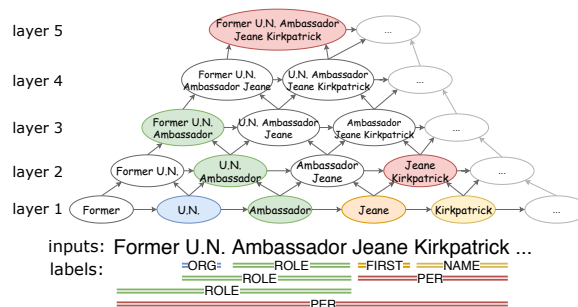 layer 5
Former U.N. Ambassador
Jeane Kirkpatrick
...
layer 4
Former U.N.
Ambassador Jeane
U.N. Ambassador
Jeane Kirkpatrick
...
layer 3
Former U.N.
Ambassador
U.N. Ambassador
Jeane
Ambassador
Jeane Kirkpatrick
...
layer 2
Former U.N.
U.N.
Ambassador
Ambassador
Jeane
Jeane
Kirkpatrick
...
layer 1
Former
U.N.
Ambassador
Jeane
Kirkpatrick
...
inputs: Former U.N. Ambassador Jeane Kirkpatrick ...
labels: ORG ROLE FIRST NAME
ROLE PER
ROLE
PER